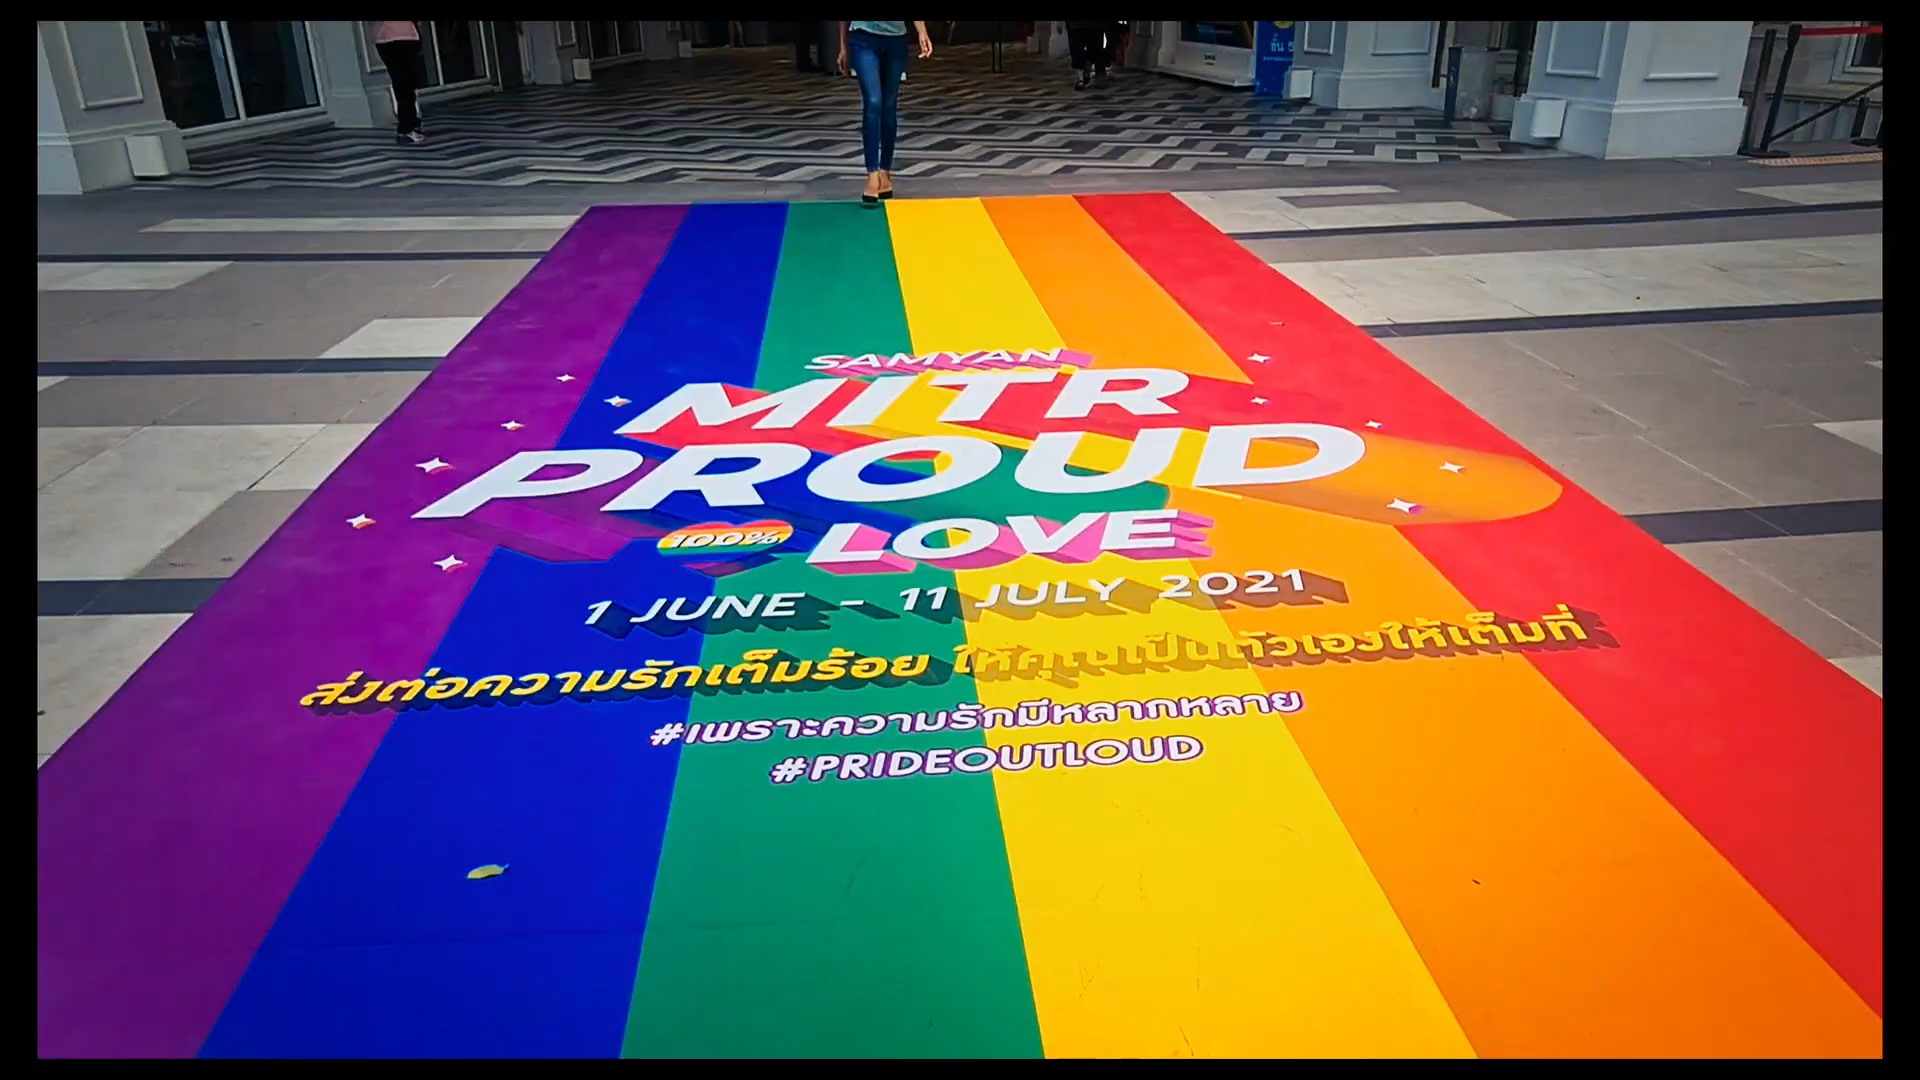 SAMYAN
MITR
PROUD
100% LOVE
1 JUNE - 11 JULY 2021
ส่งต่อความรักเต็มร้อย ให้คุณเป็นตัวเองให้เต็มที่
#เพราะความรักมีหลากหลาย
#PRIDEOUTLOUD
ชั้น 5